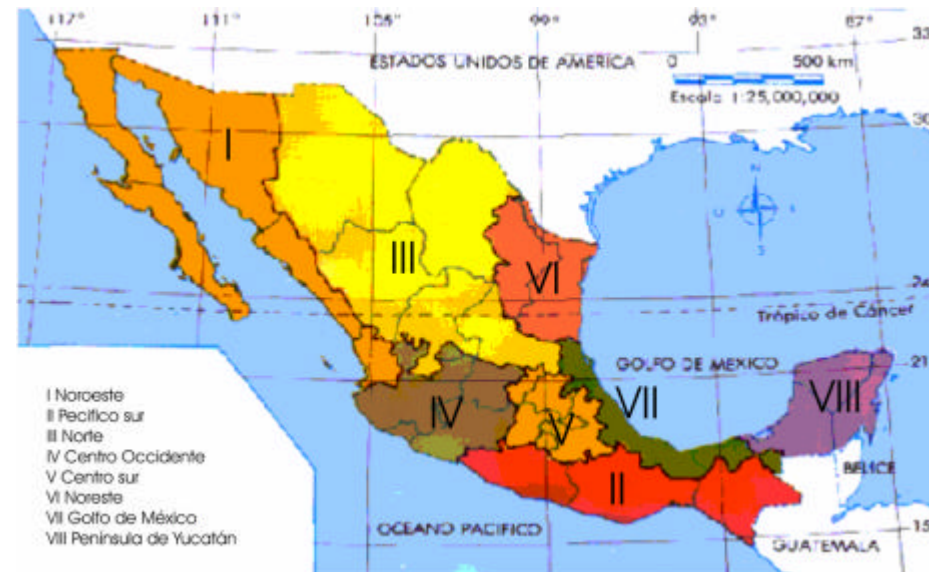 117° 111° 105° 99° 93° 87°
33
ESTADOS UNIDOS DE AMERICA
0 500 km
Escala 1:25,000,000
30
I
N
S
III
VI
24
Trópico de Cáncer
GOLFO DE MEXICO
21
VIII
IV
VII
V
BELICE
II
OCEANO PACIFICO
15
GUATEMALA
I Noroeste
II Pecifico sur
III Norte
IV Centro Occidente
V Centro sur
VI Noreste
VII Golfo de México
VIII Península de Yucatán